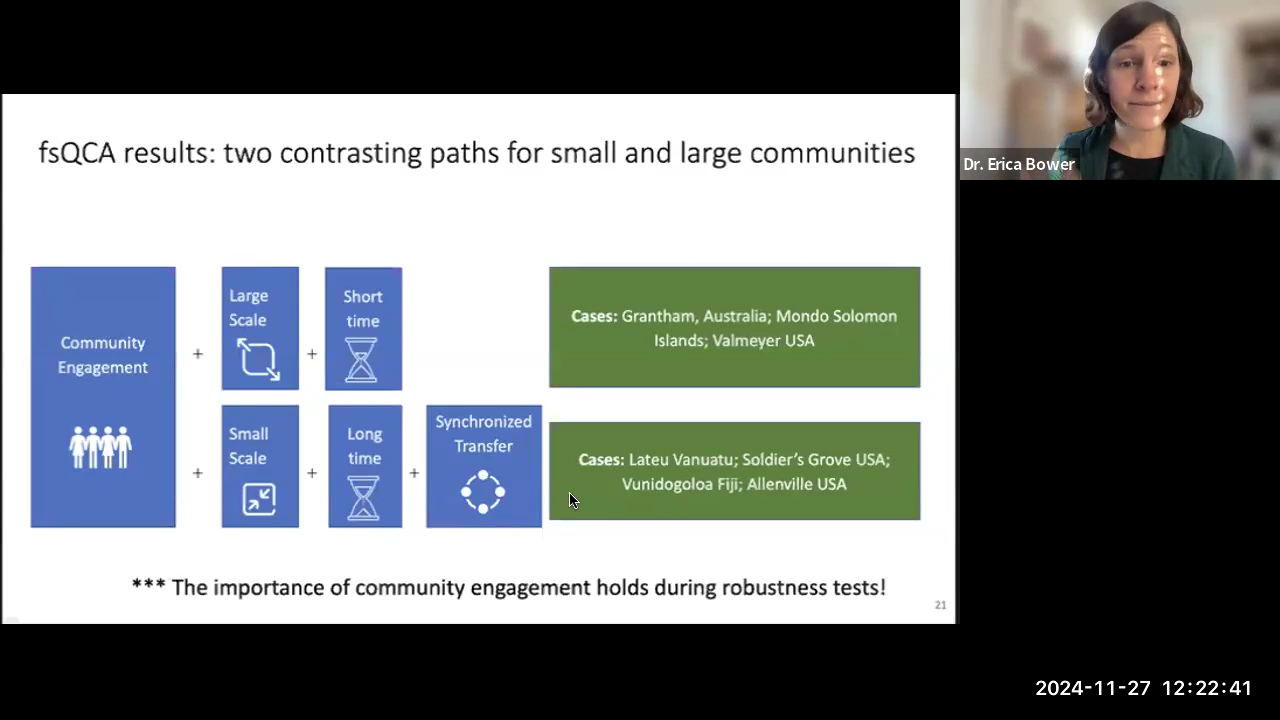 fsQCA results: two contrasting paths for small and large communities
Dr. Erica Bower
Community
Engagement
+
Large
Scale
+
Short
time
Cases: Grantham, Australia; Mondo Solomon
Islands; Valmeyer USA
+
Small
Scale
+
Long
time
+
Synchronized
Transfer
Cases: Lateu Vanuatu; Soldier’s Grove USA;
Vunidogoloa Fiji; Allenville USA
*** The importance of community engagement holds during robustness tests!
21
2024-11-27 12:22:41